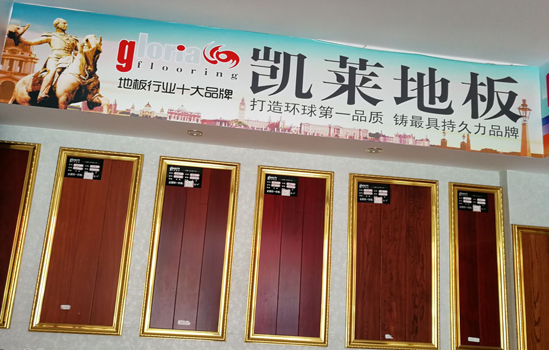 gloria
flooring
地板行业十大品牌
凯莱地板
打造环球第一品质 铸最具持久力品牌